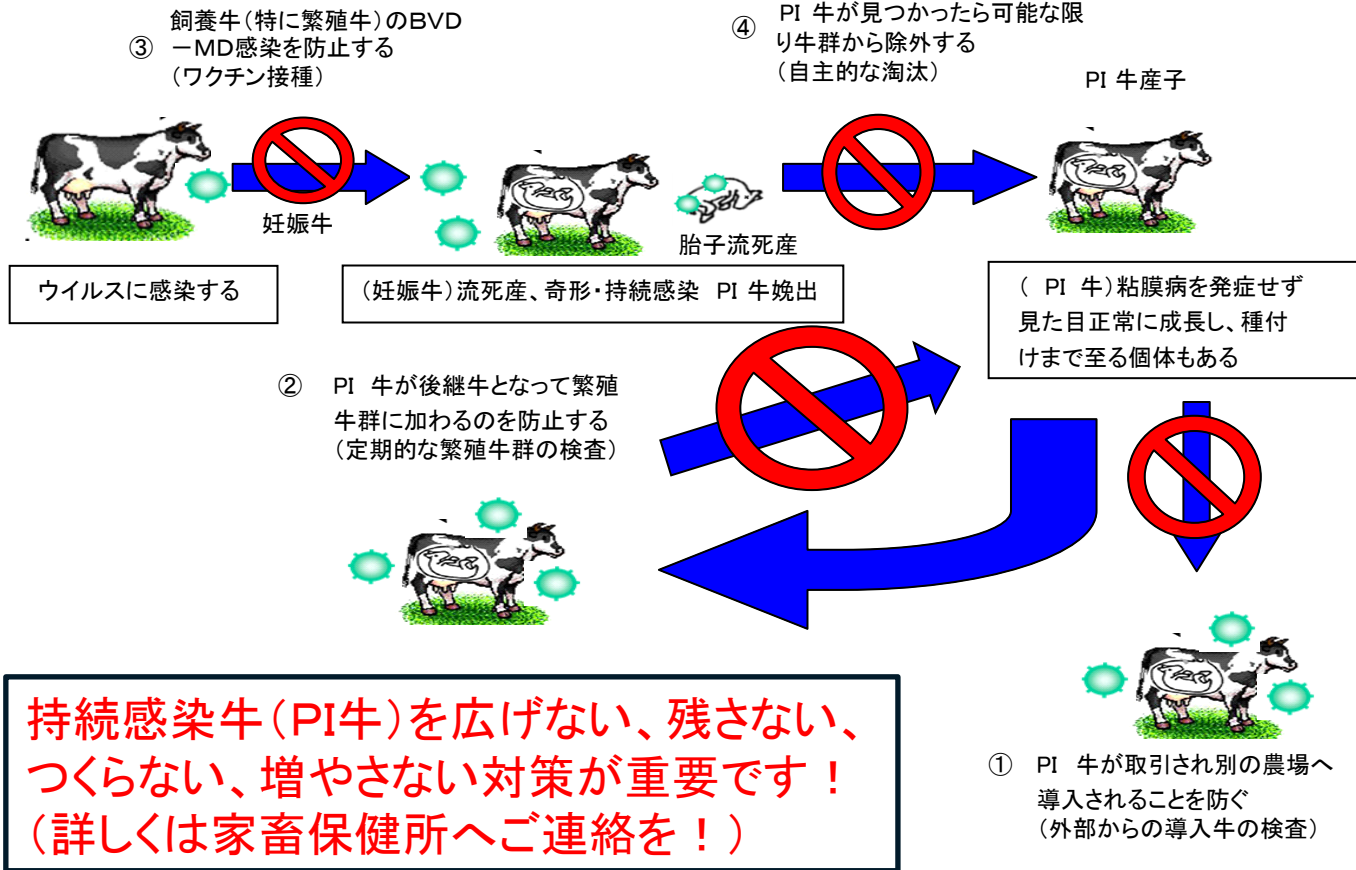 ③ 飼養牛(特に繁殖牛)のBVD
－MD感染を防止する
(ワクチン接種)
④ PI 牛が見つかったら可能な限
り牛群から除外する
(自主的な淘汰)
PI 牛産子
妊娠牛
胎子流死産
ウイルスに感染する
(妊娠牛)流死産、奇形・持続感染 PI 牛娩出
( PI 牛)粘膜病を発症せず
見た目正常に成長し、種付
けまで至る個体もある
② PI 牛が後継牛となって繁殖
牛群に加わるのを防止する
(定期的な繁殖牛群の検査)
持続感染牛(PI牛)を広げない、残さない、
つくらない、増やさない対策が重要です！
(詳しくは家畜保健所へご連絡を！)
① PI 牛が取引され別の農場へ
導入されることを防ぐ
(外部からの導入牛の検査)